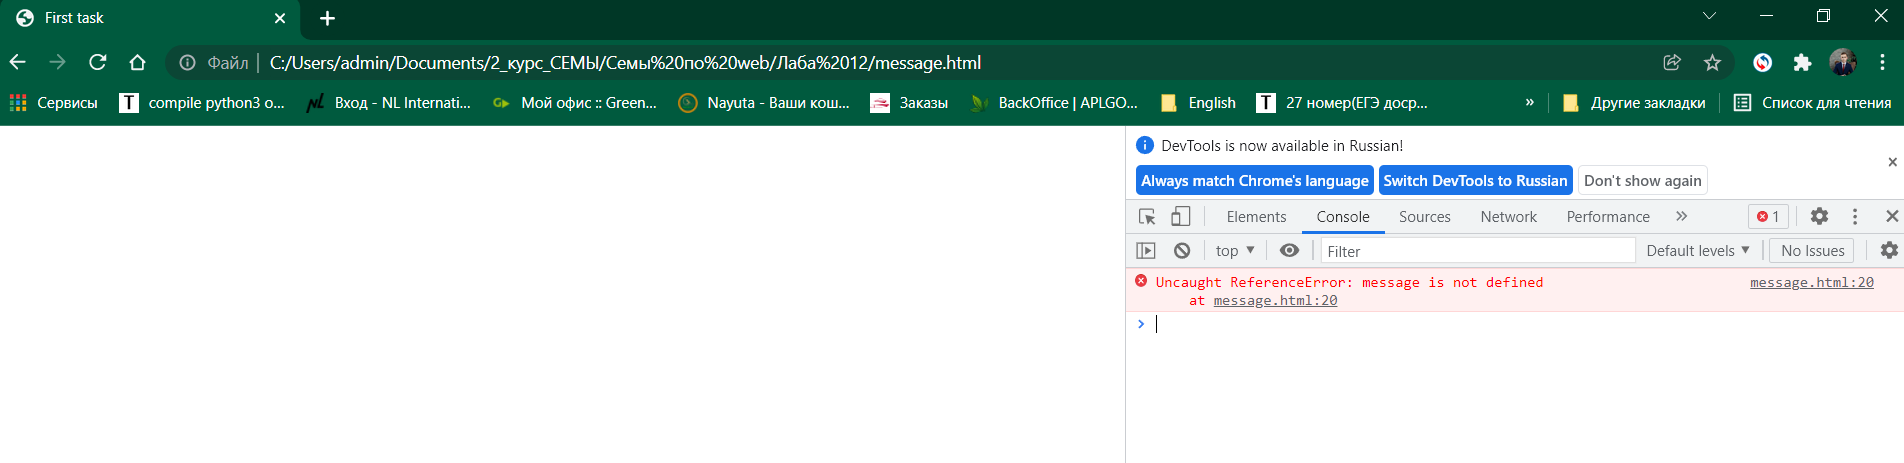 First task
Файл | C:/Users/admin/Documents/2_курс_СЕМЫ/Семы%20по%20web/Лаба%2012/message.html
Сервисы T compile python3 o... NL Вход - NL Internati... Мой офис :: Green... Nayuta - Ваши кош... Заказы BackOffice | APLGO... English T 27 номер(ЕГЭ доср... » Другие закладки Список для чтения
DevTools is now available in Russian!
Always match Chrome's language Switch DevTools to Russian Don't show again
Elements Console Sources Network Performance » 1
top Filter Default levels No Issues
Uncaught ReferenceError: message is not defined message.html:20
at message.html:20